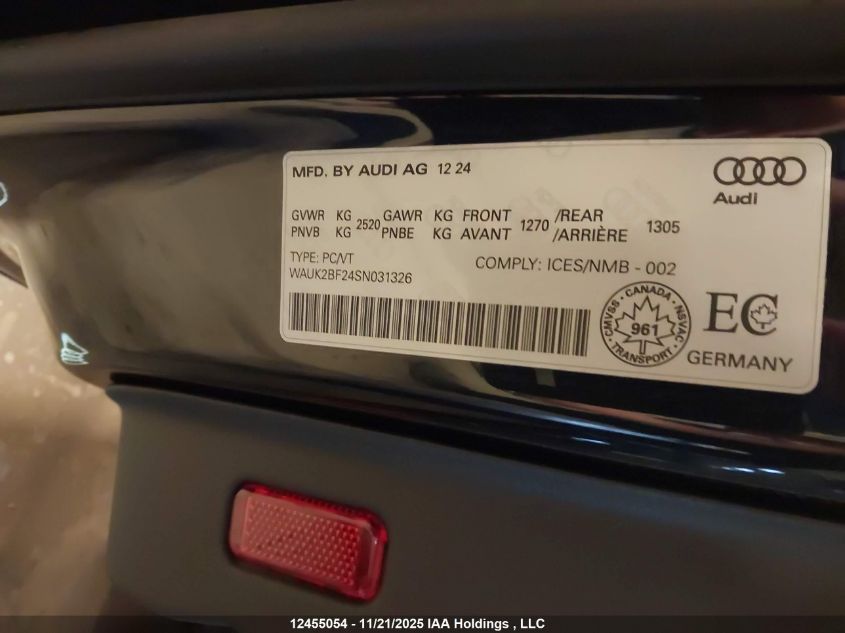 MFD. BY AUDI AG 12 24
Audi
GVWR KG 2520 GAWR KG FRONT 1270 /REAR 1305
PNVB KG PNBE KG AVANT /ARRIÈRE
TYPE: PC/VT
COMPLY: ICES/NMB - 002
WAUK2BF24SN031326
CMVSS · CANADA · NSVAC
961
TRANSPORT
EC
GERMANY
12455054 - 11/21/2025 IAA Holdings , LLC